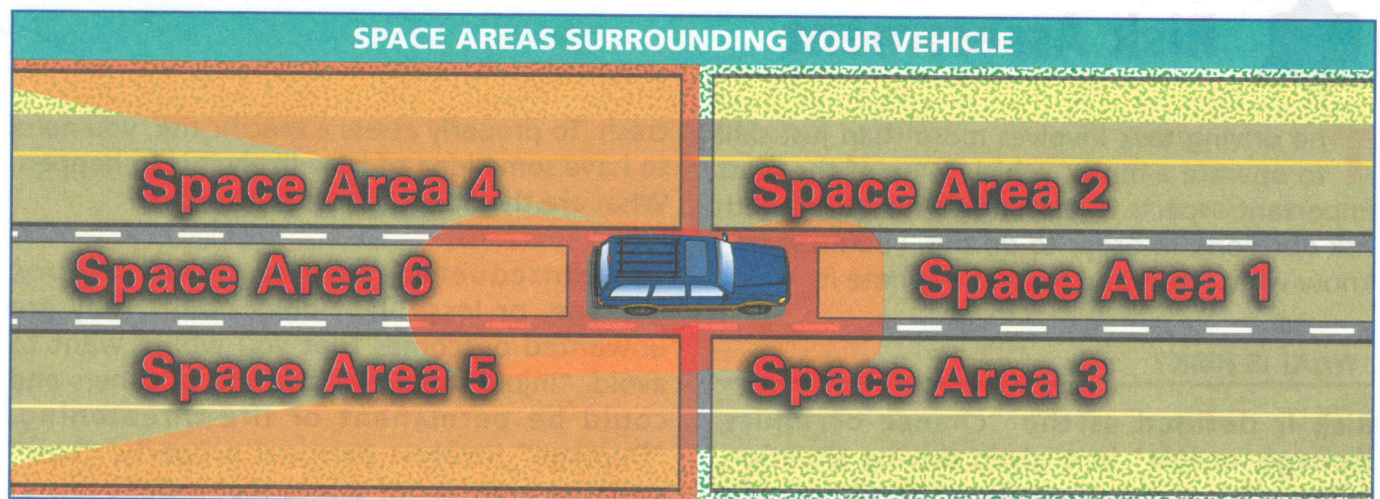 SPACE AREAS SURROUNDING YOUR VEHICLE
Space Area 4
Space Area 2
Space Area 6
Space Area 1
Space Area 5
Space Area 3